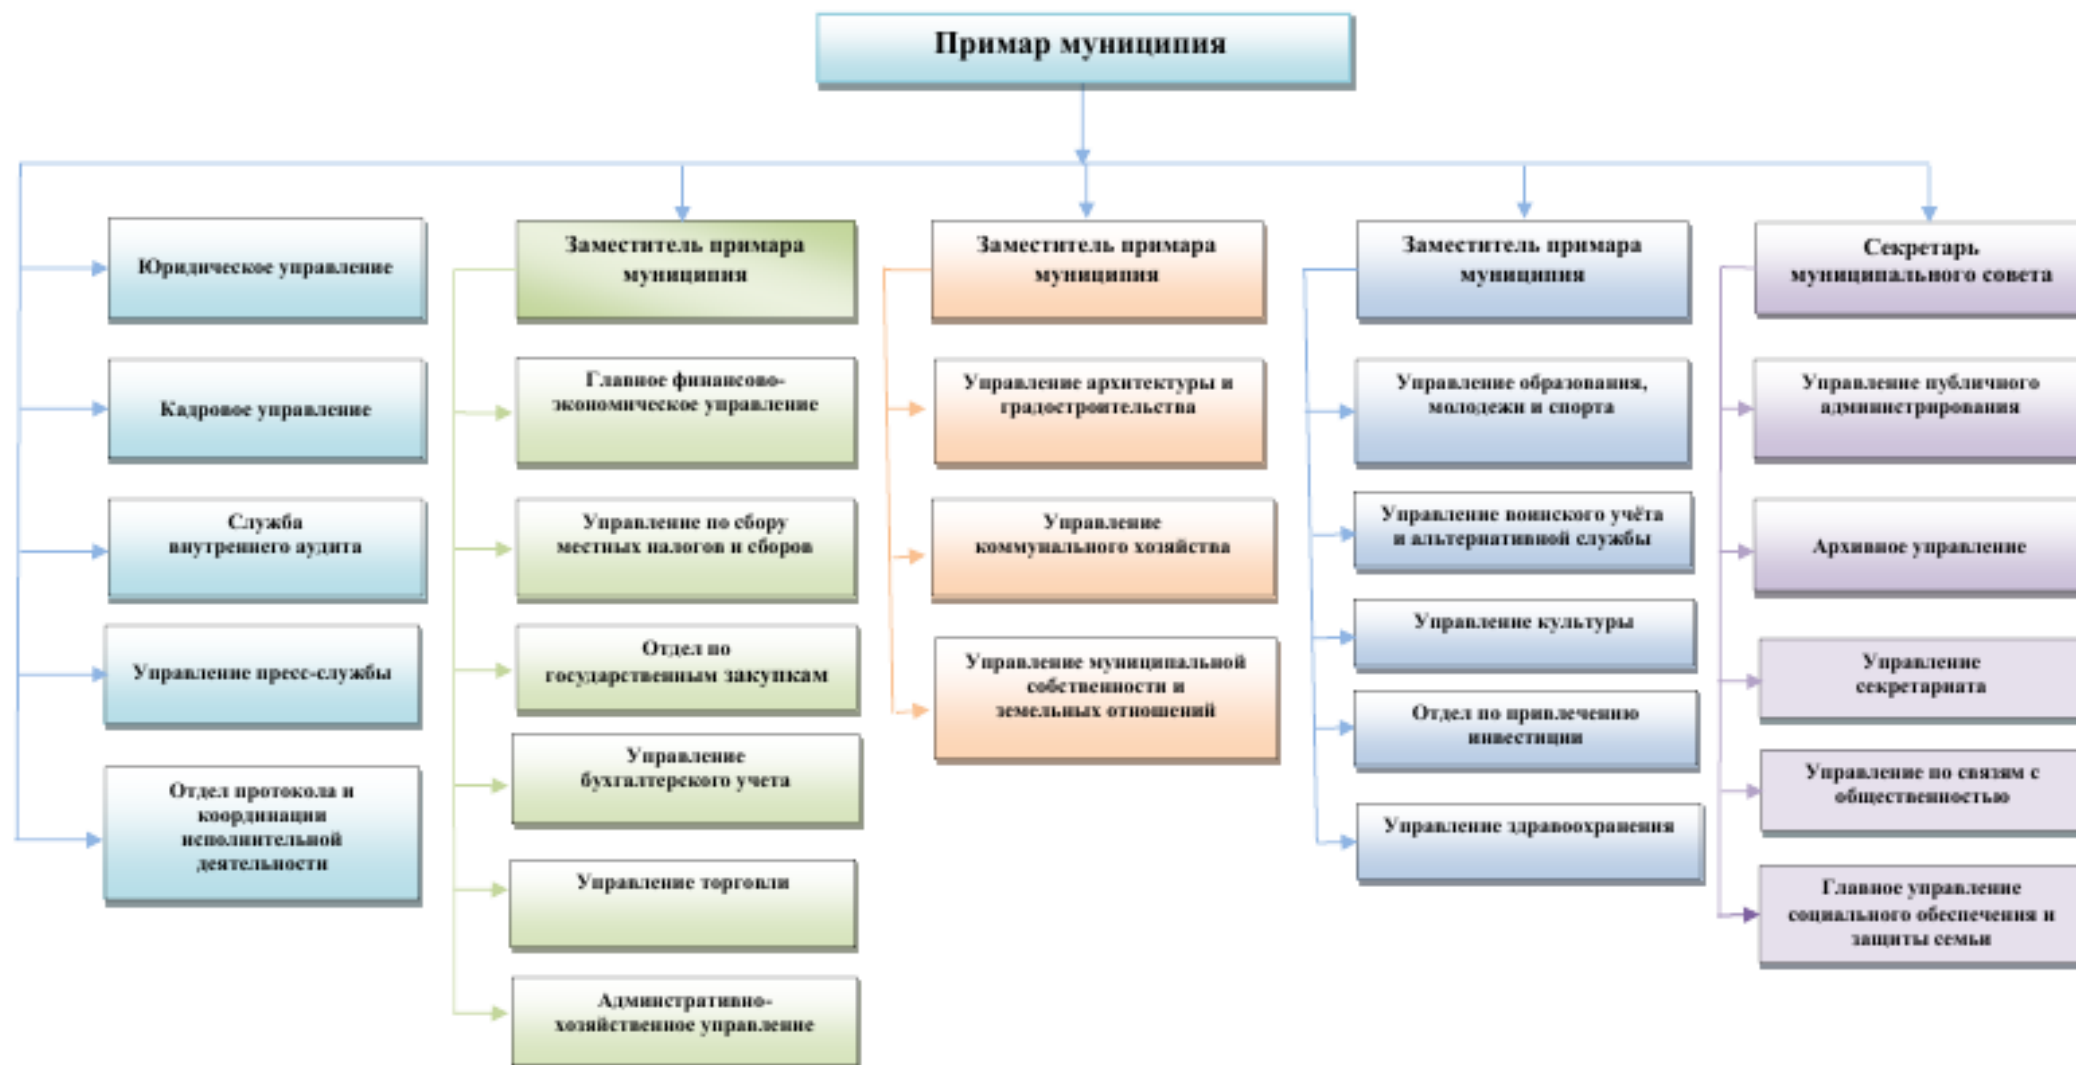 Примар муниципия
Юридическое управление
Кадровое управление
Служба
внутреннего аудита
Управление пресс-службы
Отдел протокола и
координации
исполнительной
деятельности
Заместитель примара
муниципия
Главное финансово-
экономическое управление
Управление по сбору
местных налогов и сборов
Отдел по
государственным закупкам
Управление
бухгалтерского учета
Управление торговли
Админстративно-
хозяйственное управление
Заместитель примара
муниципия
Управление архитектуры и
градостроительства
Управление
коммунального хозяйства
Управление муниципальной
собственности и
земельных отношений
Заместитель примара
муниципия
Управление образования,
молодежи и спорта
Управление воинского учёта
и альтернативной службы
Управление культуры
Отдел по привлечению
инвестиции
Управление здравоохранения
Секретарь
муниципального совета
Управление публичного
администрирования
Архивное управление
Управление
секретариата
Управление по связям с
общественностью
Главное управление
социального обеспечения и
защиты семьи